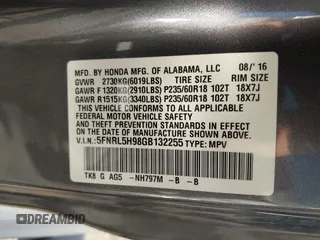 MFD. BY HONDA MFG. OF ALABAMA, LLC 08/'16
GVWR 2730KG(6019LBS) TIRE SIZE RIM SIZE
GAWR F 1320KG(2910LBS) P235/60R18 102T 18X7J
GAWR R 1515KG(3340LBS) P235/60R18 102T 18X7J
THIS VEHICLE CONFORMS TO ALL APPLICABLE
FEDERAL MOTOR VEHICLE SAFETY AND THEFT
PREVENTION STANDARDS IN EFFECT ON THE DATE
OF MANUFACTURE SHOWN ABOVE.
V.I.N.: 5FNRL5H98GB132255 TYPE: MPV
TK8 G AG5 -NH797M -B -B
DREAMBID